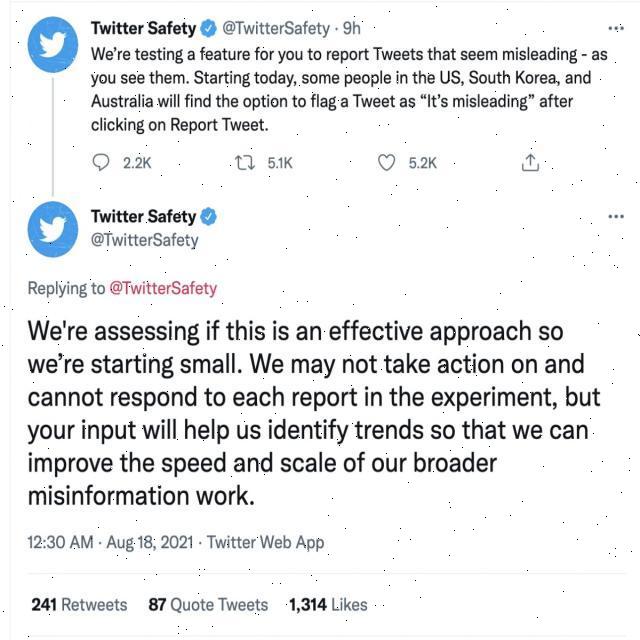 Twitter Safety @TwitterSafety · 9h
We’re testing a feature for you to report Tweets that seem misleading - as
you see them. Starting today, some people in the US, South Korea, and
Australia will find the option to flag a Tweet as “It’s misleading” after
clicking on Report Tweet.
2.2K 5.1K 5.2K
Twitter Safety
@TwitterSafety
Replying to @TwitterSafety
We're assessing if this is an effective approach so
we’re starting small. We may not take action on and
cannot respond to each report in the experiment, but
your input will help us identify trends so that we can
improve the speed and scale of our broader
misinformation work.
12:30 AM · Aug 18, 2021 · Twitter Web App
241 Retweets 87 Quote Tweets 1,314 Likes